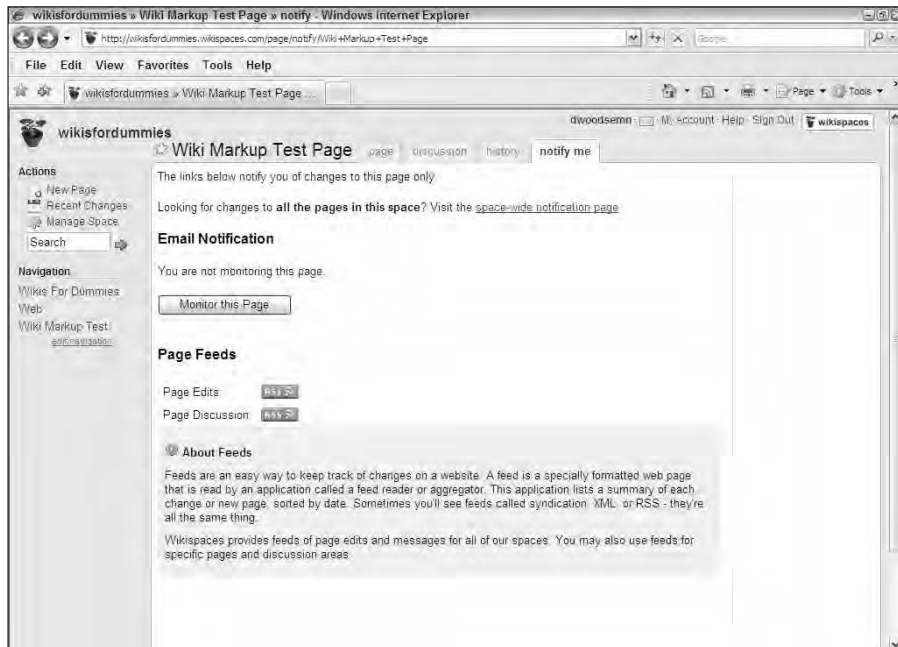 wikisfordummies » Wiki Markup Test Page » notify - Windows Internet Explorer
http://wikisfordummies.wikispaces.com/page/notify/Wiki+Markup+Test+Page
Google
File Edit View Favorites Tools Help
wikisfordummies » Wiki Markup Test Page ...
Page Tools
dwoodsemn My Account Help Sign Out wikispaces
wikisfordummies
Wiki Markup Test Page page discussion history notify me
Actions
New Page
Recent Changes
Manage Space
Search
Navigation
Wikis For Dummies
Web
Wiki Markup Test
edit navigation
The links below notify you of changes to this page only
Looking for changes to all the pages in this space? Visit the space-wide notification page
Email Notification
You are not monitoring this page.
Monitor this Page
Page Feeds
Page Edits RSS
Page Discussion RSS
About Feeds
Feeds are an easy way to keep track of changes on a website. A feed is a specially formatted web page
that is read by an application called a feed reader or aggregator. This application lists a summary of each
change or new page, sorted by date. Sometimes you'll see feeds called syndication, XML, or RSS - they're
all the same thing.
Wikispaces provides feeds of page edits and messages for all of our spaces. You may also use feeds for
specific pages and discussion areas